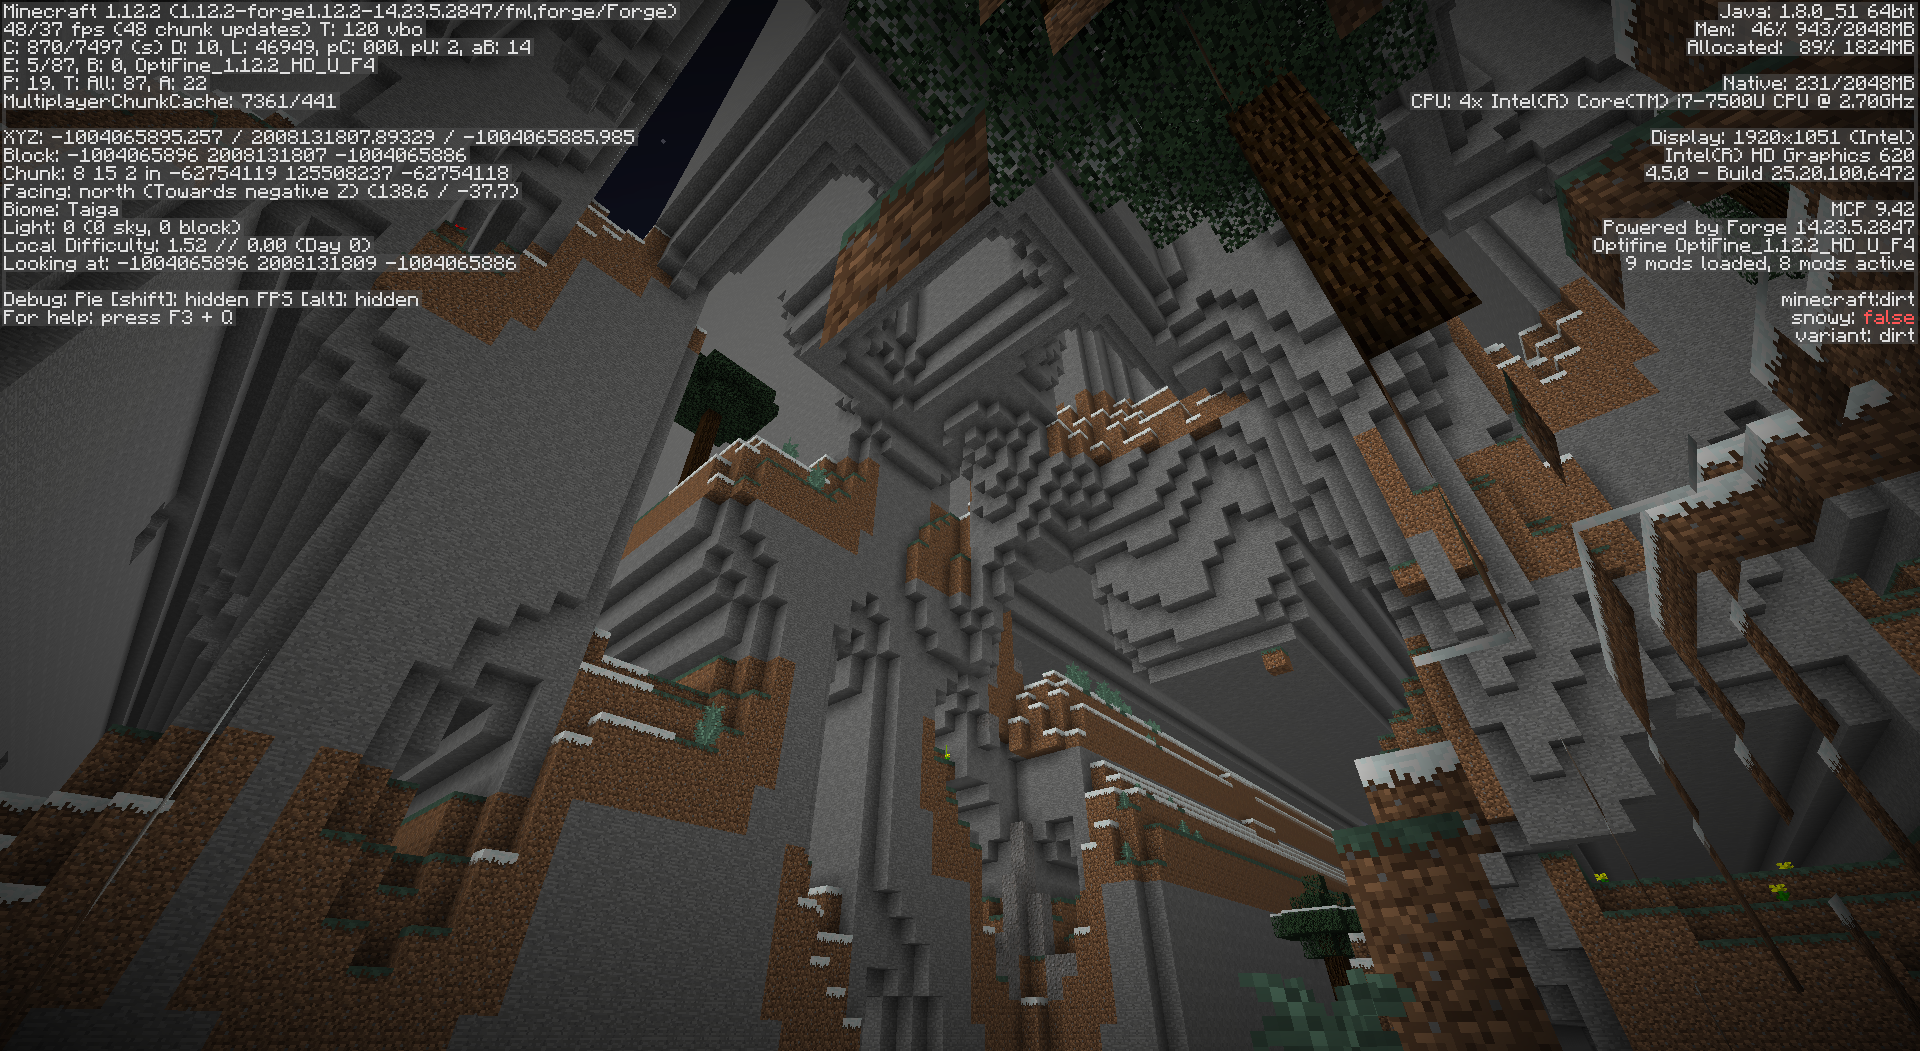 Minecraft 1.12.2 (1.12.2-forge1.12.2-14.23.5.2847/fml,forge/Forge)
48/37 fps (48 chunk updates) T: 120 vbo
C: 870/7497 (s) D: 10, L: 46949, pC: 000, pU: 2, aB: 14
E: 5/87, B: 0, OptiFine_1.12.2_HD_U_F4
P: 19, T: All: 87, A: 22
MultiplayerChunkCache: 7361/441
XYZ: -1004065895.257 / 2008131807.89329 / -1004065885.985
Block: -1004065896 2008131807 -1004065886
Chunk: 8 15 2 in -62754119 125508237 -62754118
Facing: north (Towards negative Z) (138.6 / -37.7)
Biome: Taiga
Light: 0 (0 sky, 0 block)
Local Difficulty: 1.52 // 0.00 (Day 0)
Looking at: -1004065896 2008131809 -1004065886
Debug: Pie [shift]: hidden FPS [alt]: hidden
For help: press F3 + Q
Java: 1.8.0_51 64bit
Mem: 46% 943/2048MB
Allocated: 89% 1824MB
Native: 231/2048MB
CPU: 4x Intel(R) Core(TM) i7-7500U CPU @ 2.70GHz
Display: 1920x1051 (Intel)
Intel(R) HD Graphics 620
4.5.0 - Build 25.20.100.6472
MCP 9.42
Powered by Forge 14.23.5.2847
Optifine OptiFine_1.12.2_HD_U_F4
9 mods loaded, 8 mods active
minecraft:dirt
snowy: false
variant: dirt